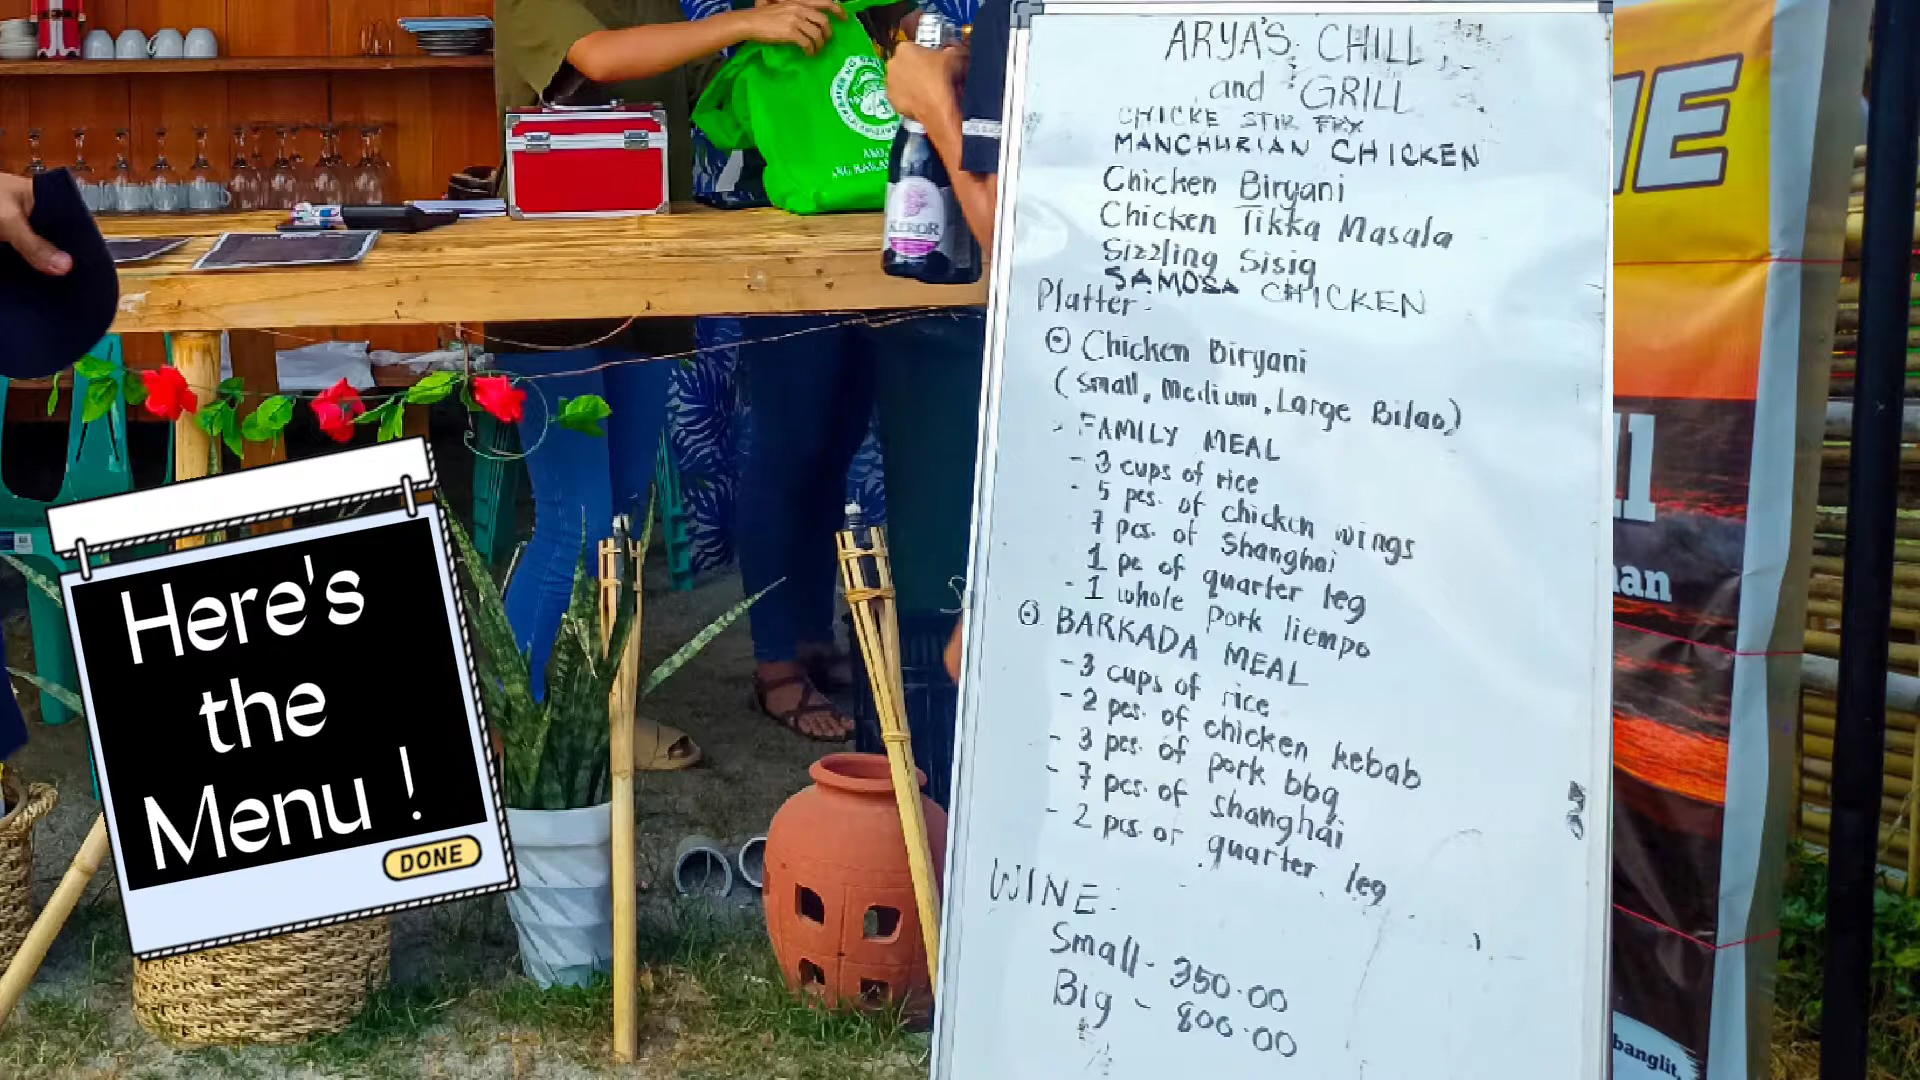 Here's
the
Menu !
DONE
ARYA'S CHILL
and GRILL
CHICKE STIR FRY
MANCHURIAN CHICKEN
Chicken Biryani
Chicken Tikka Masala
Sizzling Sisig
SAMOSA CHICKEN
Platter:
Chicken Biryani
(Small, Medium, Large Bilao)
FAMILY MEAL
- 3 cups of rice
- 5 pcs. of chicken wings
7 pcs. of Shanghai
1 pc of quarter leg
- 1 whole pork liempo
BARKADA MEAL
- 3 cups of rice
- 2 pcs. of chicken kebab
- 3 pcs. of pork bbq
- 7 pcs. of shanghai
- 2 pcs. or quarter leg
WINE:
Small - 350.00
Big - 800.00
NE
an
banglit.